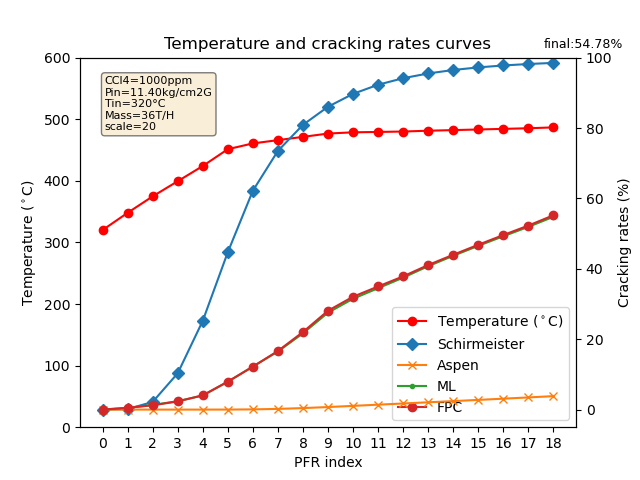 Temperature and cracking rates curves
final:54.78%
CCl4=1000ppm
Pin=11.40kg/cm2G
Tin=320°C
Mass=36T/H
scale=20
600
500
400
300
200
100
0
Temperature (°C)
100
80
60
40
20
0
Cracking rates (%)
Temperature (°C)
Schirmeister
Aspen
ML
FPC
0 1 2 3 4 5 6 7 8 9 10 11 12 13 14 15 16 17 18
PFR index